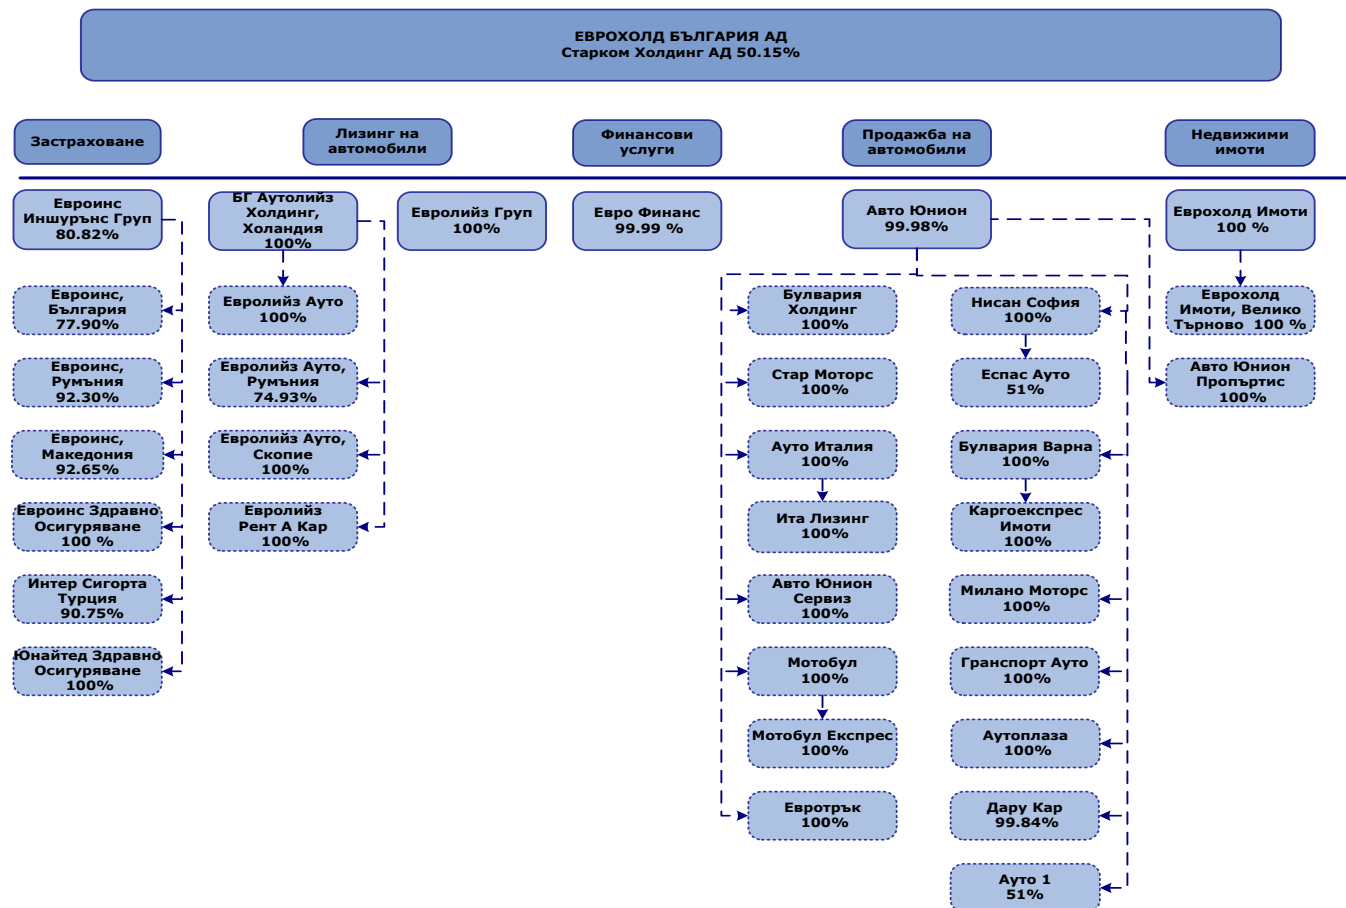 ЕВРОХОЛД БЪЛГАРИЯ АД
Старком Холдинг АД 50.15%
Застраховане
Лизинг на
автомобили
Финансови
услуги
Продажба на
автомобили
Недвижими
имоти
Евроинс
Иншурънс Груп
80.82%
БГ Аутолийз
Холдинг,
Холандия
100%
Евролийз Груп
100%
Евро Финанс
99.99 %
Авто Юнион
99.98%
Еврохолд Имоти
100 %
Евроинс,
България
77.90%
Евроинс,
Румъния
92.30%
Евроинс,
Македония
92.65%
Евроинс Здравно
Осигуряване
100 %
Интер Сигорта
Турция
90.75%
Юнайтед Здравно
Осигуряване
100%
Евролийз Ауто
100%
Евролийз Ауто,
Румъния
74.93%
Евролийз Ауто,
Скопие
100%
Евролийз
Рент А Кар
100%
Булвария
Холдинг
100%
Стар Моторс
100%
Ауто Италия
100%
Ита Лизинг
100%
Авто Юнион
Сервиз
100%
Мотобул
100%
Мотобул Експрес
100%
Евротрък
100%
Нисан София
100%
Еспас Ауто
51%
Булвария Варна
100%
Каргоекспрес
Имоти
100%
Милано Моторс
100%
Гранспорт Ауто
100%
Аутоплаза
100%
Дару Кар
99.84%
Ауто 1
51%
Еврохолд
Имоти, Велико
Търново 100 %
Авто Юнион
Пропъртис
100%